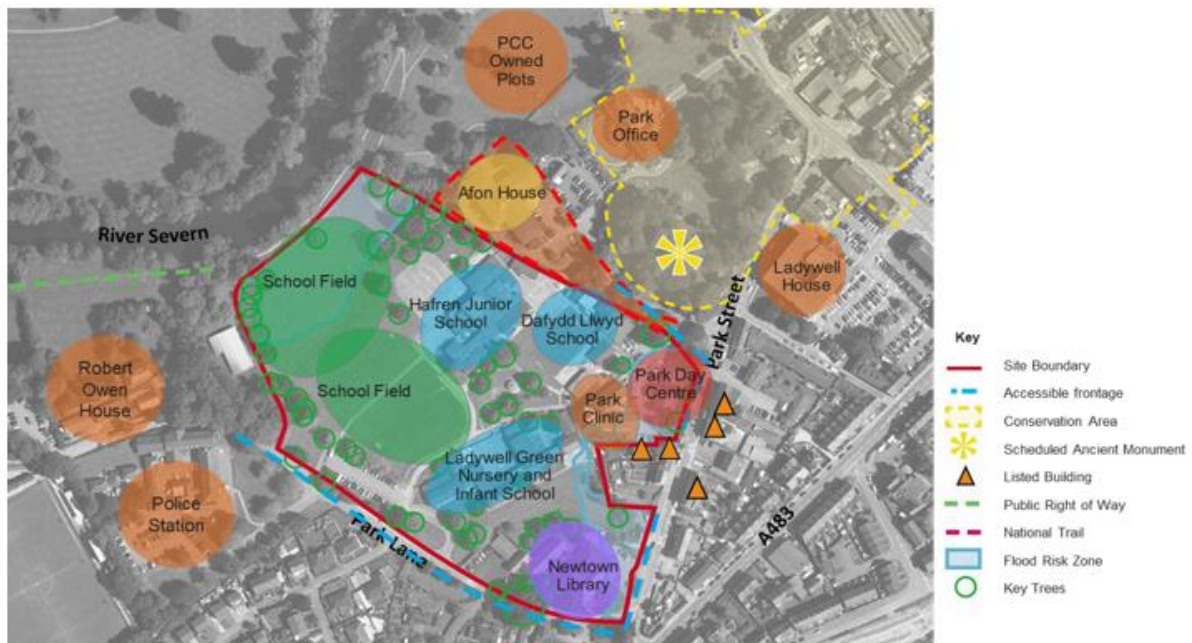 PCC
Owned
Plots
Park
Office
Afon House
River Severn
School Field
Hafren Junior
School
Dafydd Llwyd
School
Ladywell
House
Park Street
Robert
Owen
House
School Field
Park Day
Centre
Park
Clinic
Ladywell Green
Nursery and
Infant School
Police
Station
Park Lane
Newtown
Library
A483
Key
Site Boundary
Accessible frontage
Conservation Area
Scheduled Ancient Monument
Listed Building
Public Right of Way
National Trail
Flood Risk Zone
Key Trees